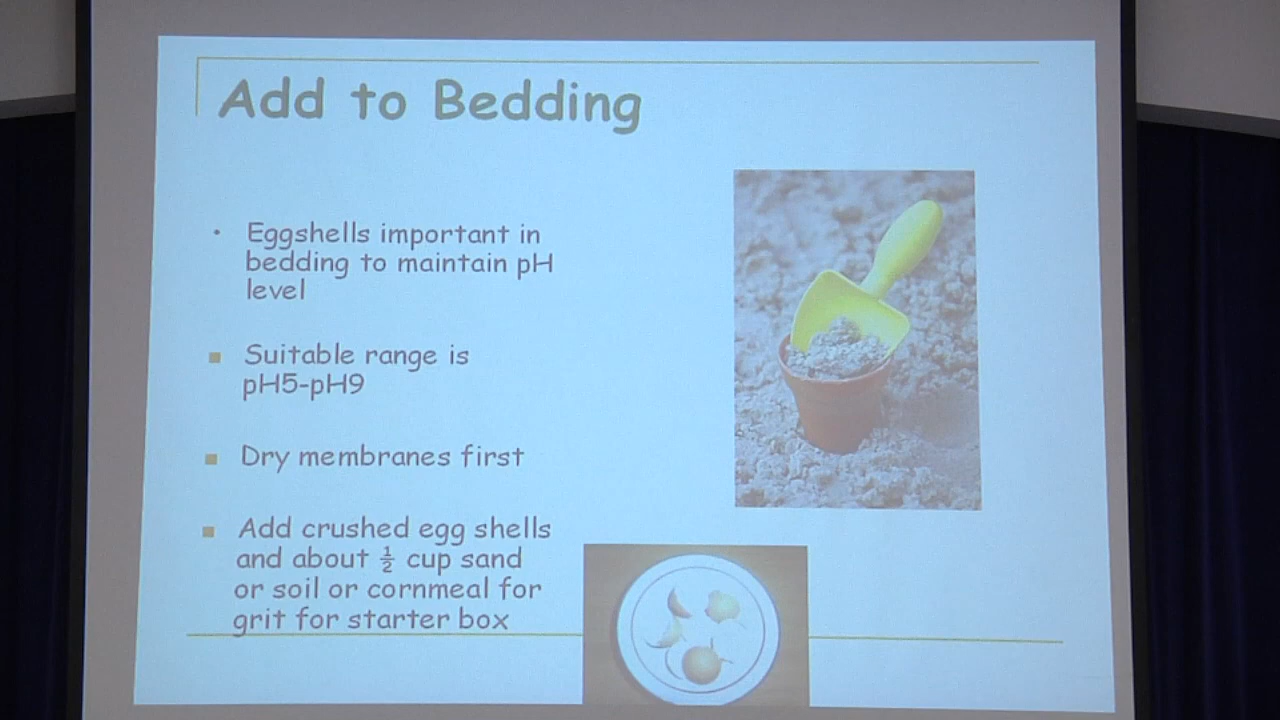 Add to Bedding
• Eggshells important in
bedding to maintain pH
level
■ Suitable range is
pH5-pH9
■ Dry membranes first
■ Add crushed egg shells
and about ½ cup sand
or soil or cornmeal for
grit for starter box